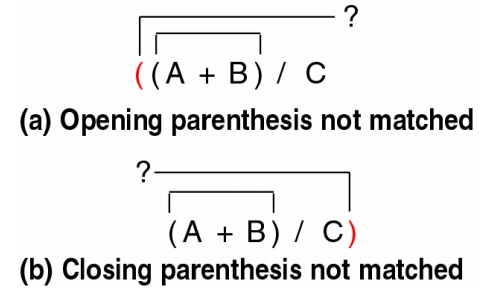 ?
((A + B) / C
(a) Opening parenthesis not matched
?
(A + B) / C)
(b) Closing parenthesis not matched